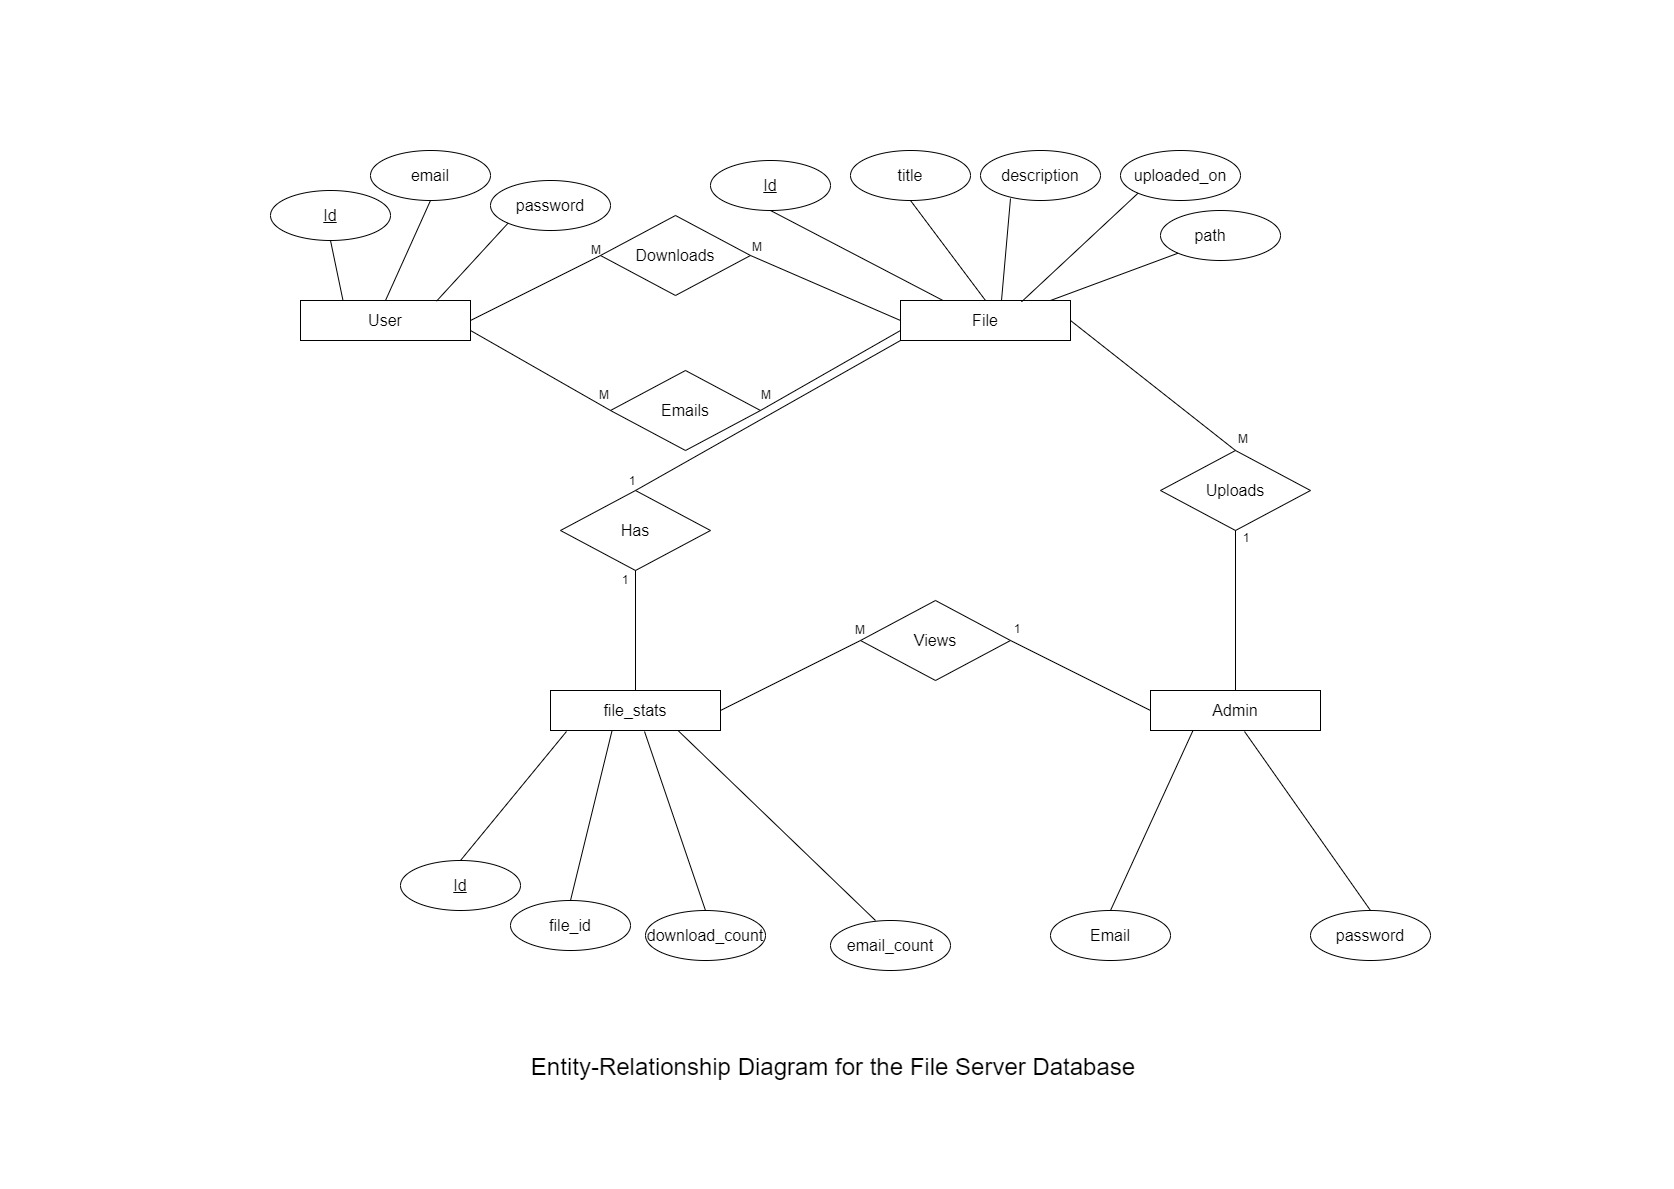 email
Id
password
Id
title
description
uploaded_on
path
M
Downloads
M
User
File
M
Emails
M
1
Has
1
M
Uploads
1
M
Views
1
file_stats
Admin
Id
file_id
download_count
email_count
Email
password
Entity-Relationship Diagram for the File Server Database